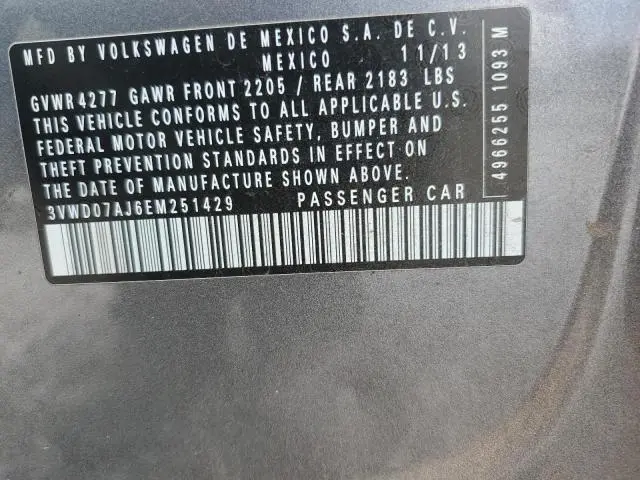 MFD BY VOLKSWAGEN DE MEXICO S.A. DE C.V.
MEXICO 11/13
GVWR 4277 GAWR FRONT 2205 / REAR 2183 LBS
THIS VEHICLE CONFORMS TO ALL APPLICABLE U.S.
FEDERAL MOTOR VEHICLE SAFETY, BUMPER AND
THEFT PREVENTION STANDARDS IN EFFECT ON
THE DATE OF MANUFACTURE SHOWN ABOVE.
3VWD07AJ6EM251429 PASSENGER CAR
4966255 1093 M